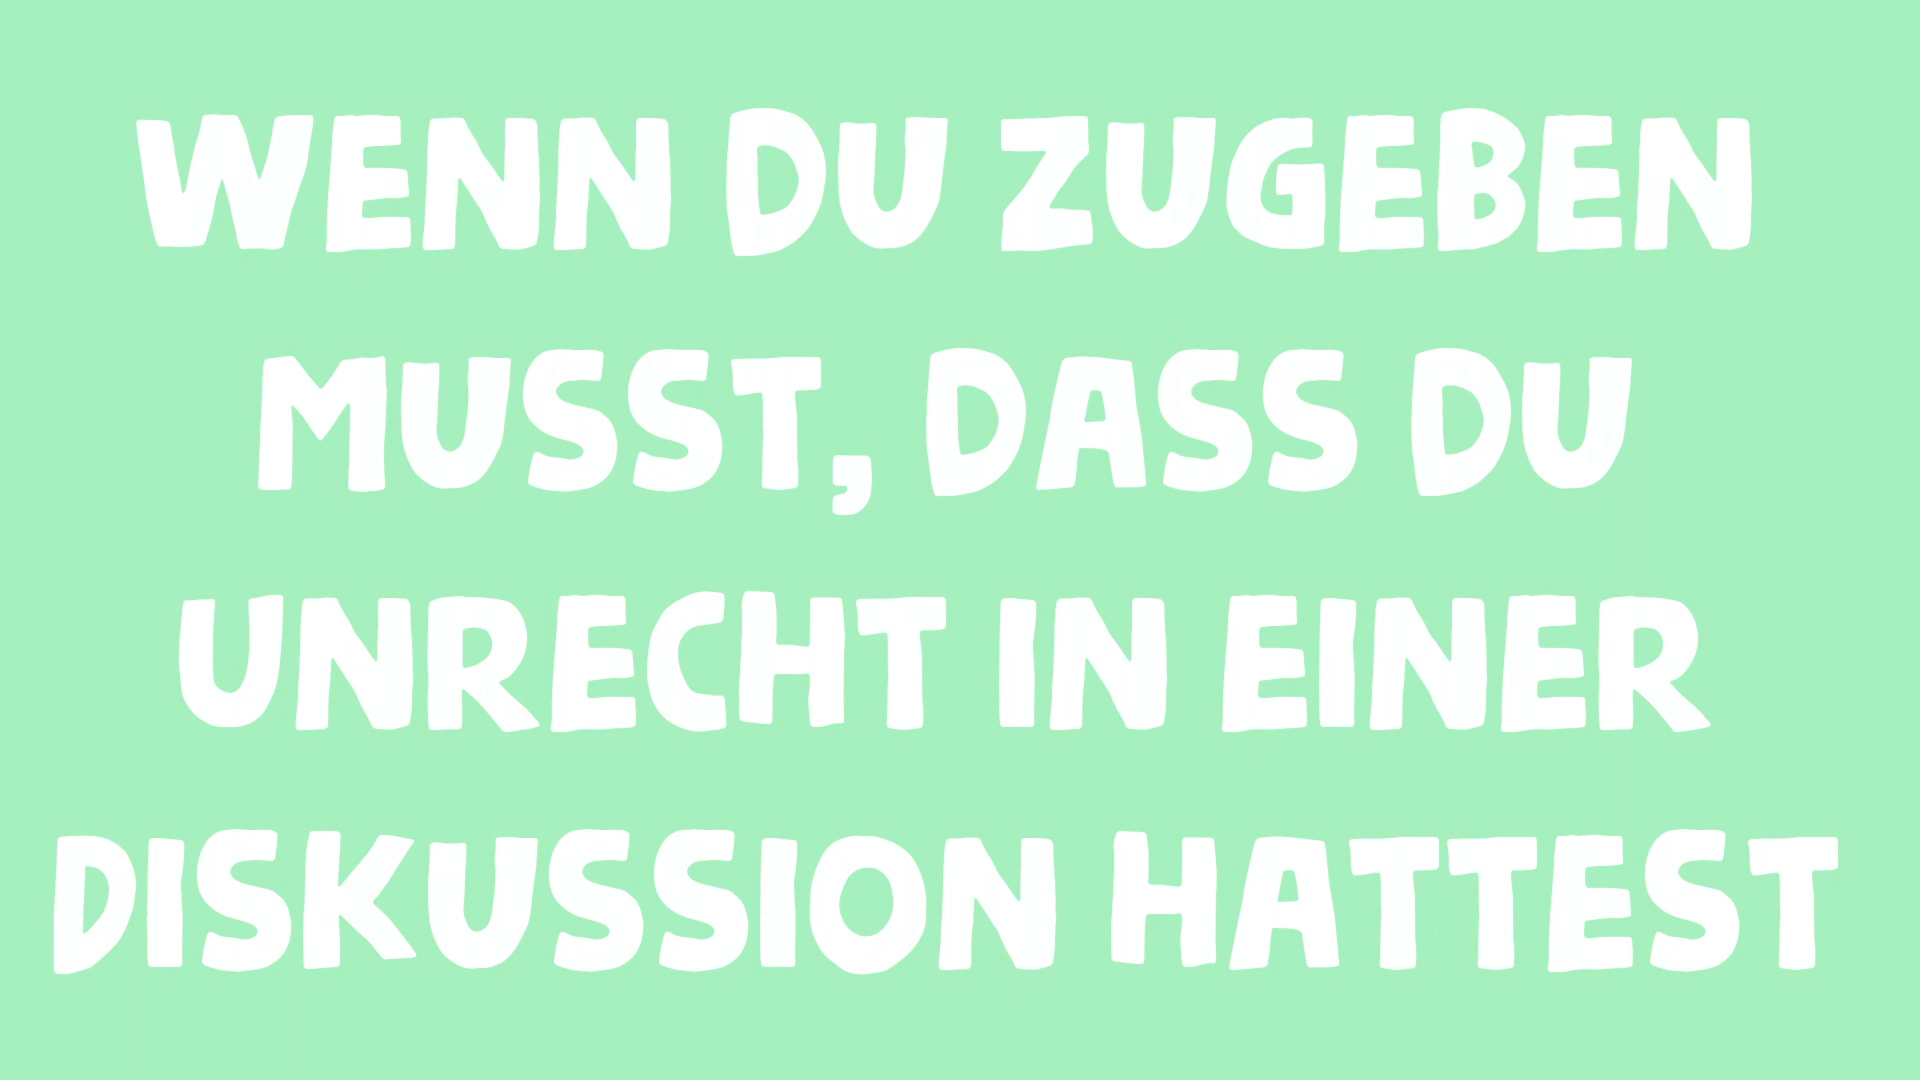 WENN DU ZUGEBEN
MUSST, DASS DU
UNRECHT IN EINER
DISKUSSION HATTEST